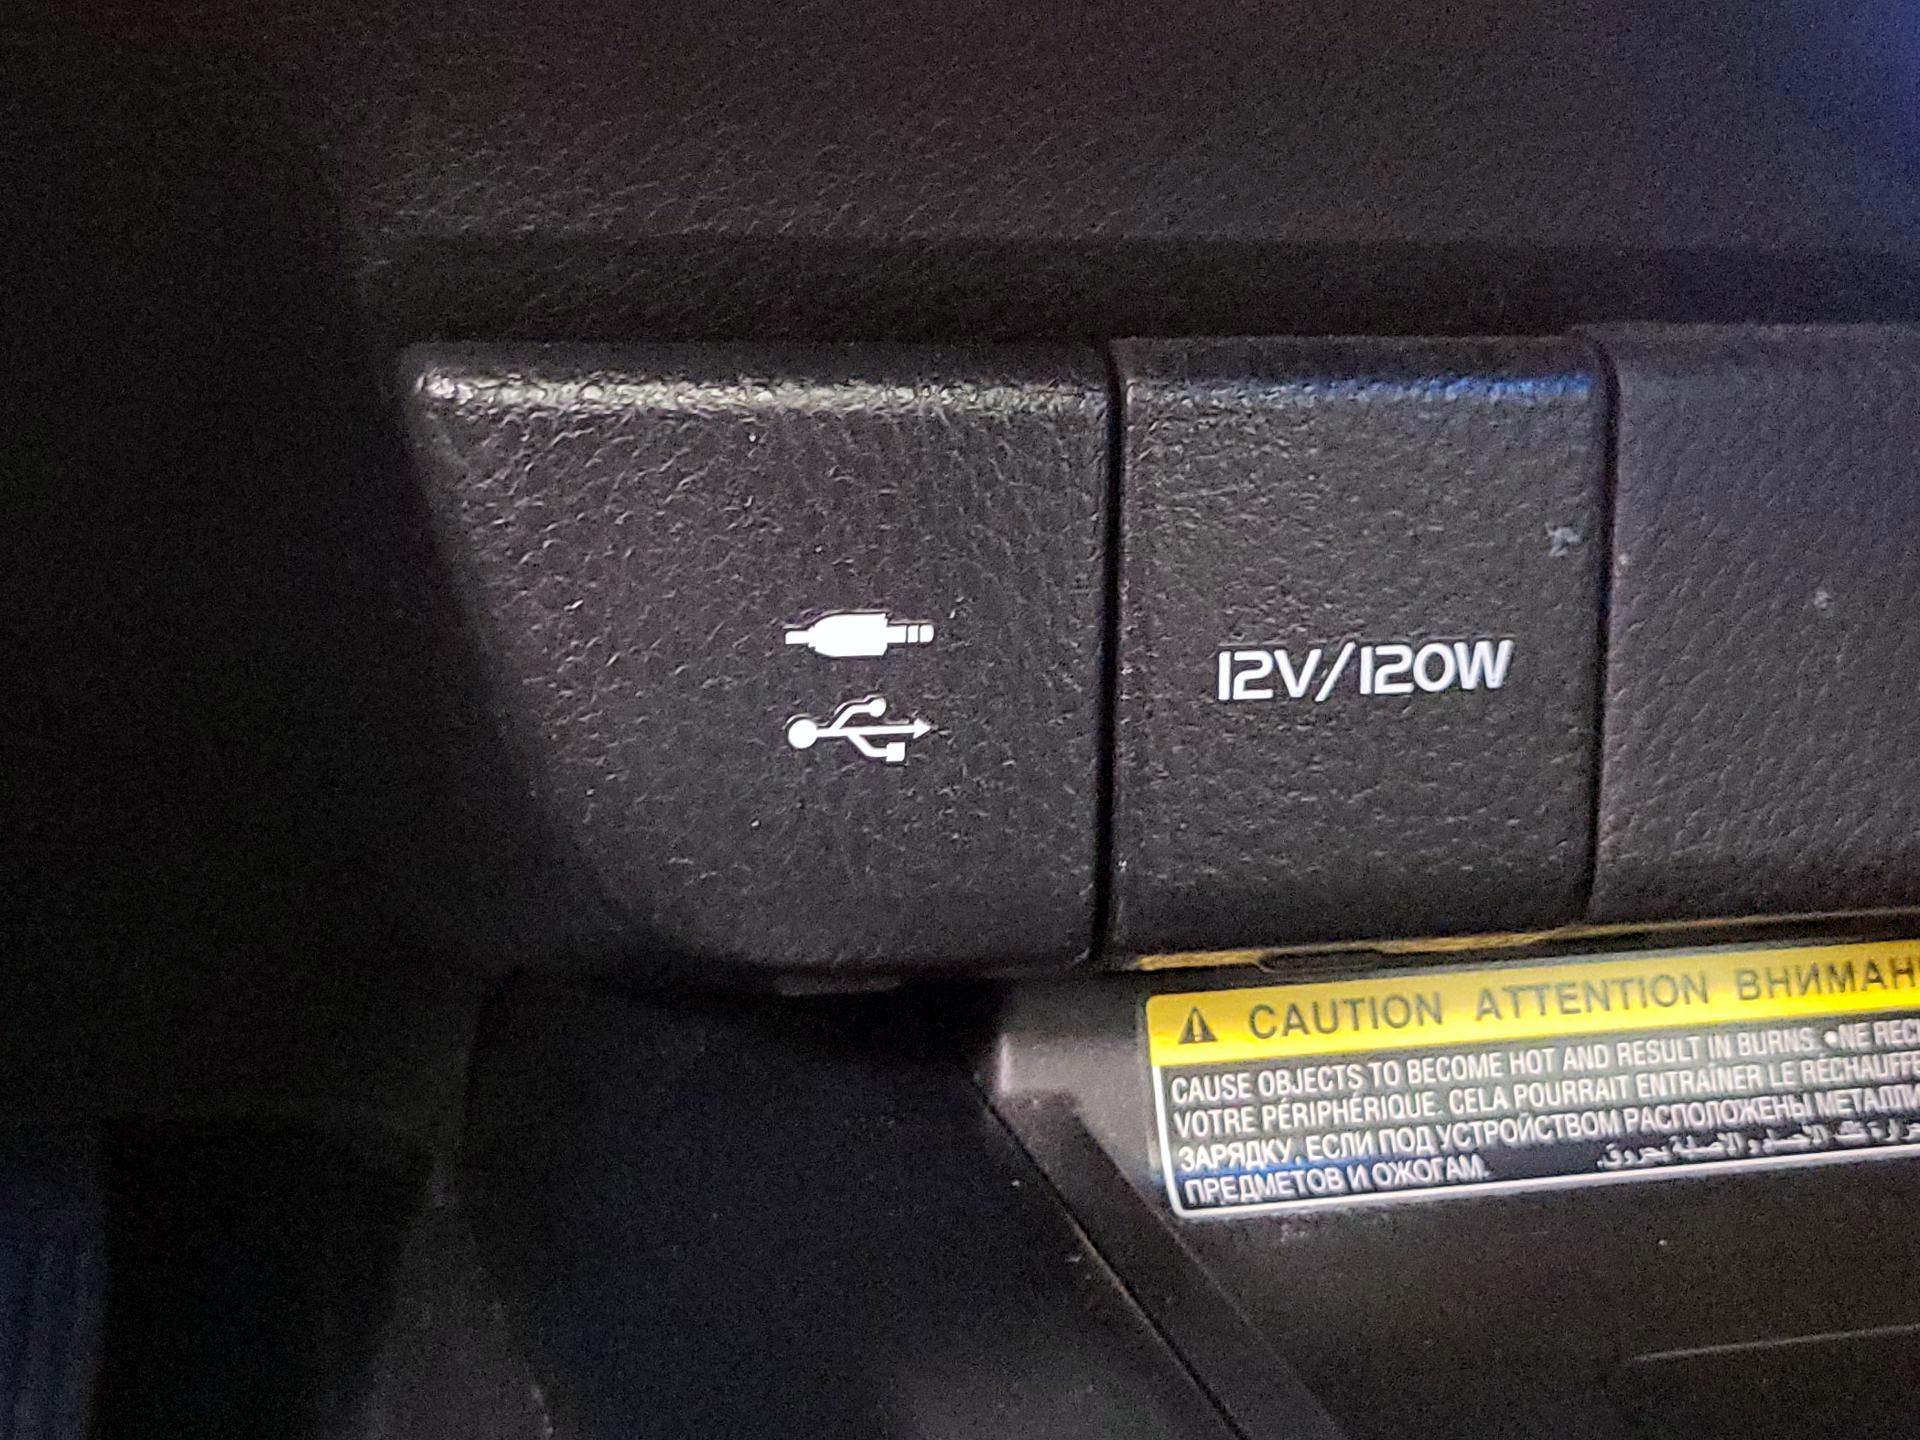 12V/120W
CAUTION ATTENTION
CAUSE OBJECTS TO BECOME HOT AND RESULT IN BURNS. •NE
VOTRE PÉRIPHÉRIQUE. CELA POURRAIT ENTRAÎNER LE
ЗАРЯДКУ, ЕСЛИ ПОД УСТРОЙСТВОМ РАСПОЛОЖЕНЫ
ПРЕДМЕТОВ И ОЖОГАМ.